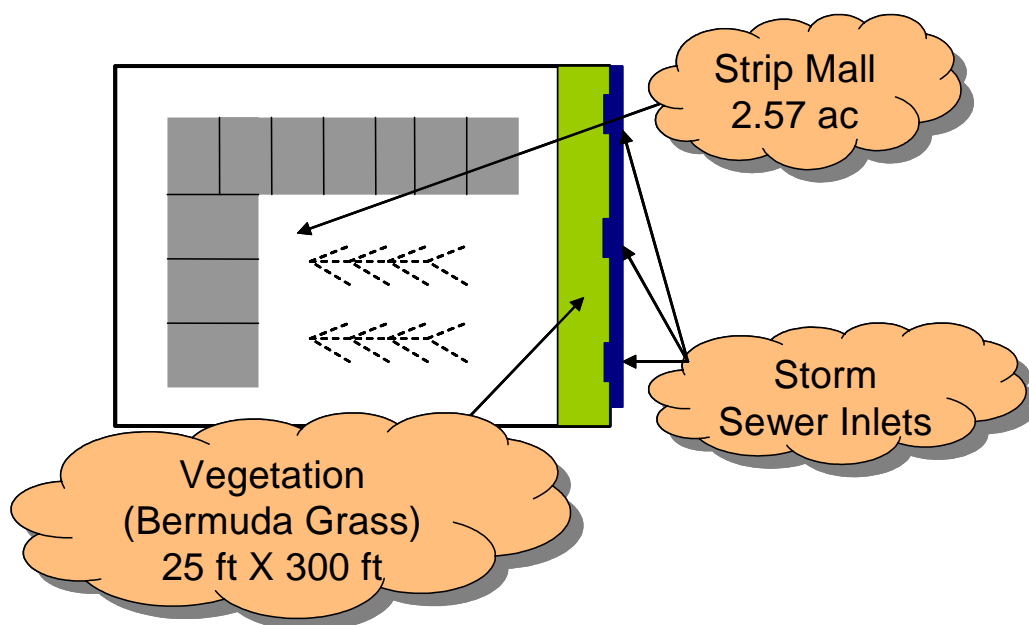 Strip Mall
2.57 ac
Storm
Sewer Inlets
Vegetation
(Bermuda Grass)
25 ft X 300 ft